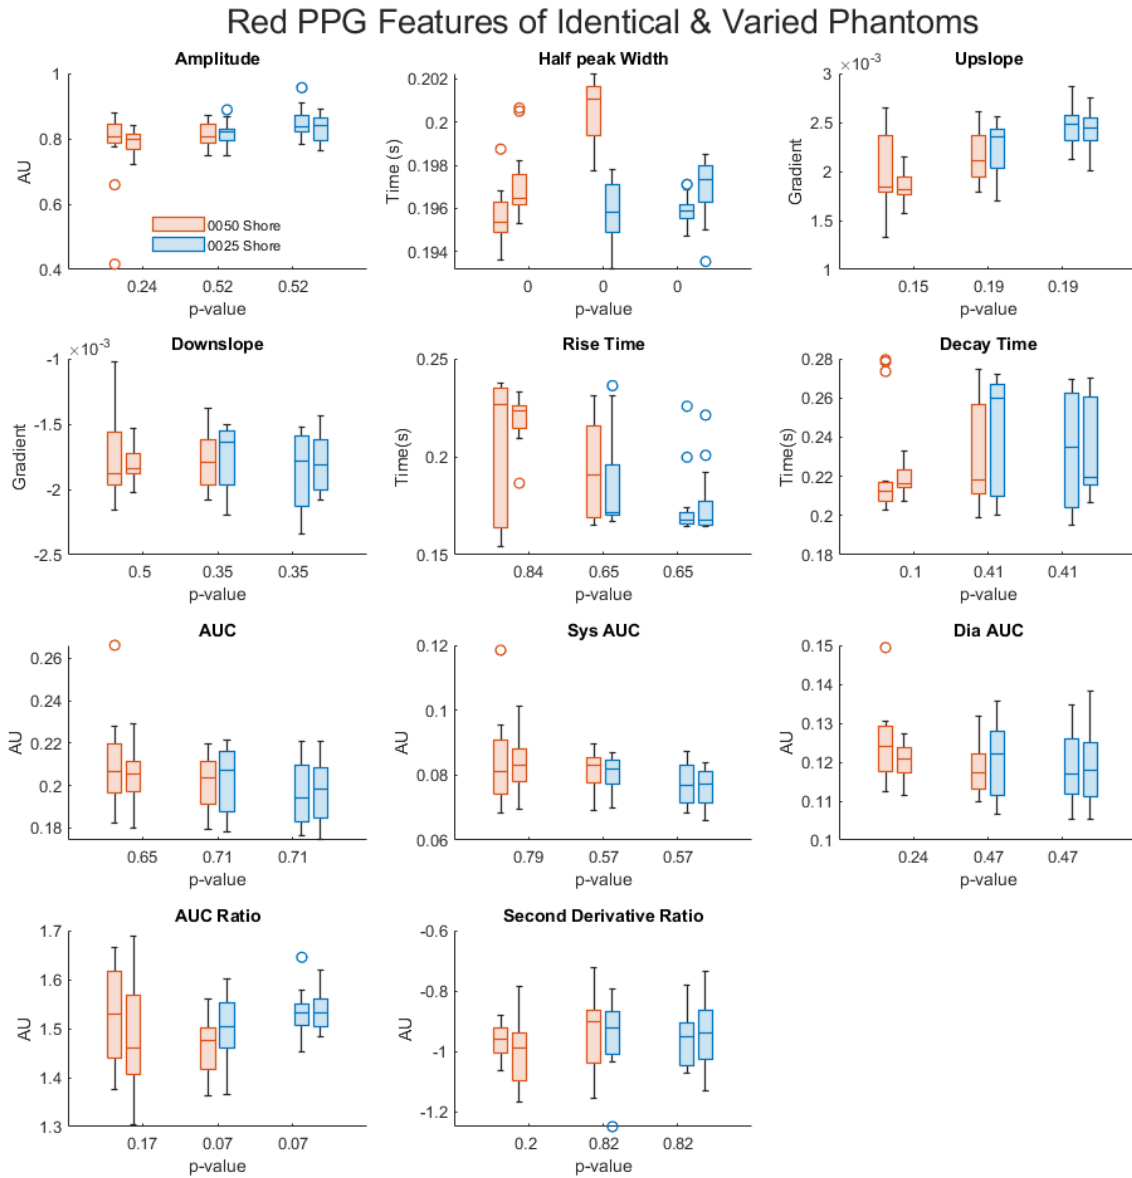 Red PPG Features of Identical & Varied Phantoms
Amplitude
1
0.8
0.6
0.4
AU
0050 Shore
0025 Shore
0.24 0.52 0.52
p-value
Half peak Width
0.202
0.2
0.198
0.196
0.194
Time (s)
0 0 0
p-value
Upslope
×10-3
3
2.5
2
1.5
1
Gradient
0.15 0.19 0.19
p-value
Downslope
×10-3
-1
-1.5
-2
-2.5
Gradient
0.5 0.35 0.35
p-value
Rise Time
0.25
0.2
0.15
Time(s)
0.84 0.65 0.65
p-value
Decay Time
0.28
0.26
0.24
0.22
0.2
0.18
Time(s)
0.1 0.41 0.41
p-value
AUC
0.26
0.24
0.22
0.2
0.18
AU
0.65 0.71 0.71
p-value
Sys AUC
0.12
0.1
0.08
0.06
AU
0.79 0.57 0.57
p-value
Dia AUC
0.15
0.14
0.13
0.12
0.11
0.1
AU
0.24 0.47 0.47
p-value
AUC Ratio
1.7
1.6
1.5
1.4
1.3
AU
0.17 0.07 0.07
p-value
Second Derivative Ratio
-0.6
-0.8
-1
-1.2
AU
0.2 0.82 0.82
p-value